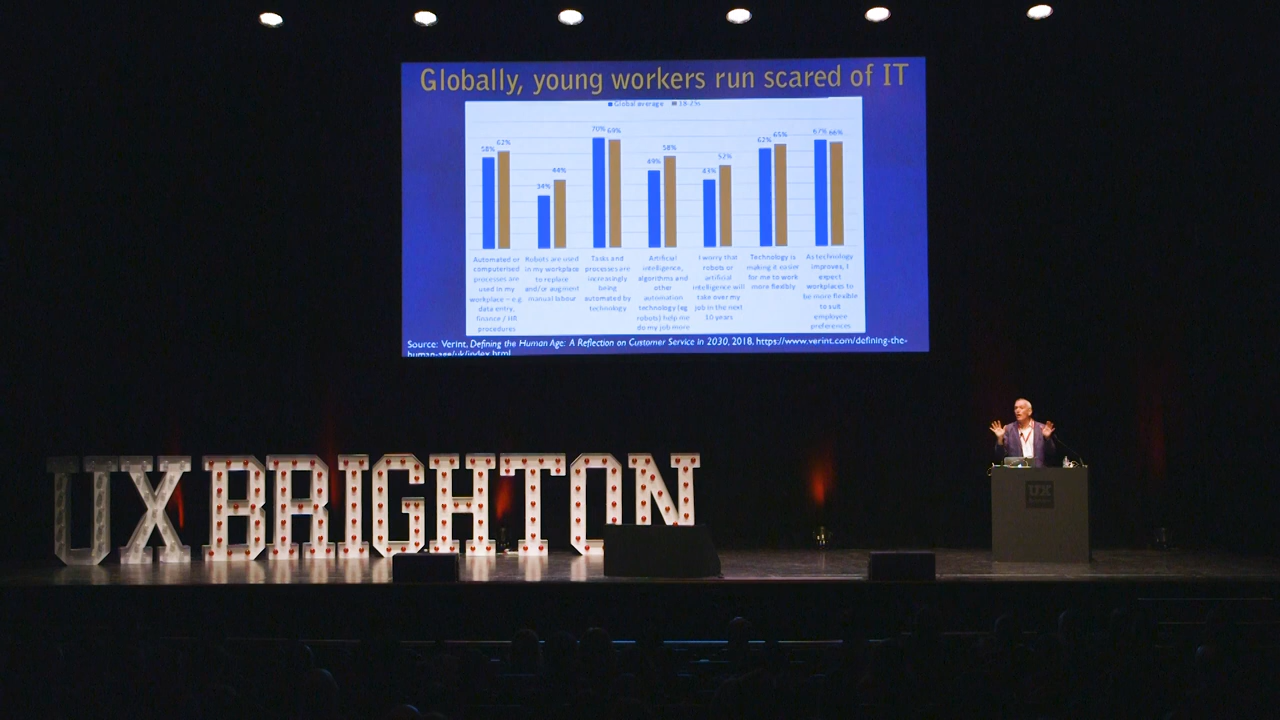 Globally, young workers run scared of IT
Global average 18-25s
58% 62% 34% 44% 70% 69% 49% 58% 43% 52% 62% 65% 67% 66%
Automated or
computerised
processes are
used in my
workplace – e.g.
data entry,
finance / HR
procedures
Robots are used
in my workplace
to replace
and/or augment
manual labour
Tasks and
processes are
increasingly
being
automated by
technology
Artificial
intelligence,
algorithms and
other
automation
technology (eg
robots) help me
do my job more
I worry that
robots or
artificial
intelligence will
take over my
job in the next
10 years
Technology is
making it easier
for me to work
more flexibly
As technology
improves, I
expect
workplaces to
be more flexible
to suit
employee
preferences
Source: Verint, Defining the Human Age: A Reflection on Customer Service in 2030, 2018, https://www.verint.com/defining-the-
human-age/uk/index.html
UX BRIGHTON
UX